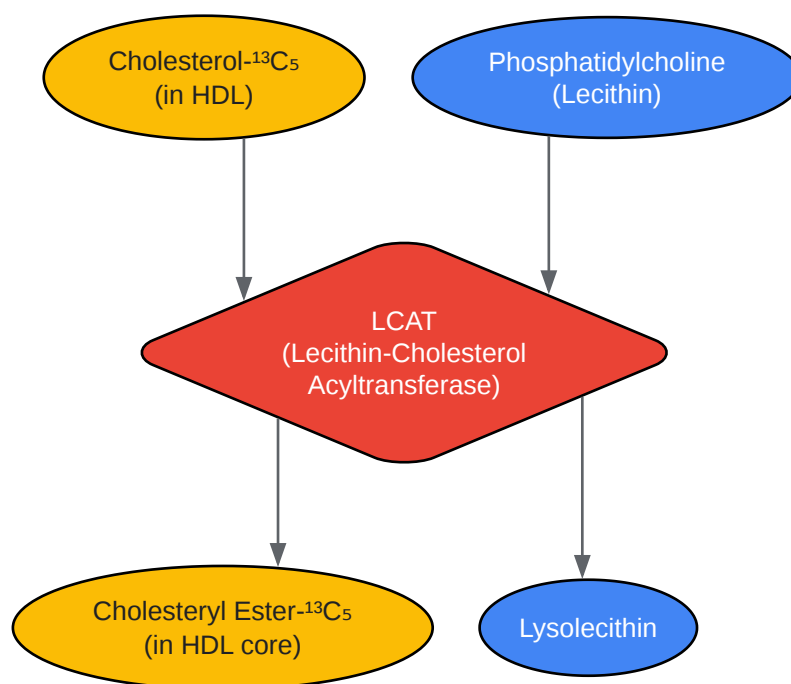 Cholesterol-¹³C₅
(in HDL)
Phosphatidylcholine
(Lecithin)
LCAT
(Lecithin-Cholesterol
Acyltransferase)
Cholesteryl Ester-¹³C₅
(in HDL core)
Lysolecithin